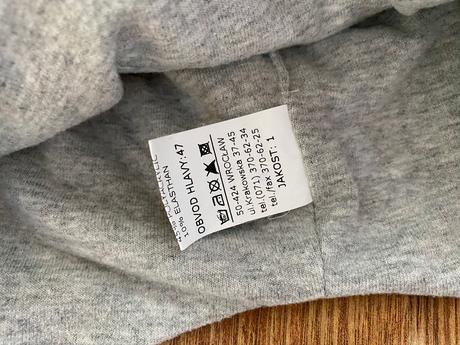 10% ELASTHAN
OBVOD HLAVY:47
50-424 WROCŁAW
ul.Krakowska 37-45
tel.(071) 370-62-34
tel./fax 370-62-25
JAKOST: 1